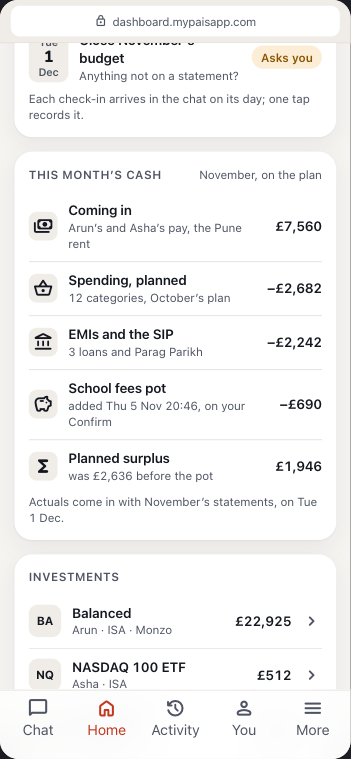 dashboard.mypaisapp.com
Tue
1
Dec
Close November's
budget
Anything not on a statement?
Asks you
Each check-in arrives in the chat on its day; one tap
records it.
THIS MONTH'S CASH
November, on the plan
Coming in
Arun's and Asha's pay, the Pune
rent
£7,560
Spending, planned
12 categories, October's plan
−£2,682
EMIs and the SIP
3 loans and Parag Parikh
−£2,242
School fees pot
added Thu 5 Nov 20:46, on your
Confirm
−£690
Σ
Planned surplus
was £2,636 before the pot
£1,946
Actuals come in with November's statements, on Tue
1 Dec.
INVESTMENTS
BA
Balanced
Arun · ISA · Monzo
£22,925
NQ
NASDAQ 100 ETF
Asha · ISA
£512
Chat
Home
Activity
You
More